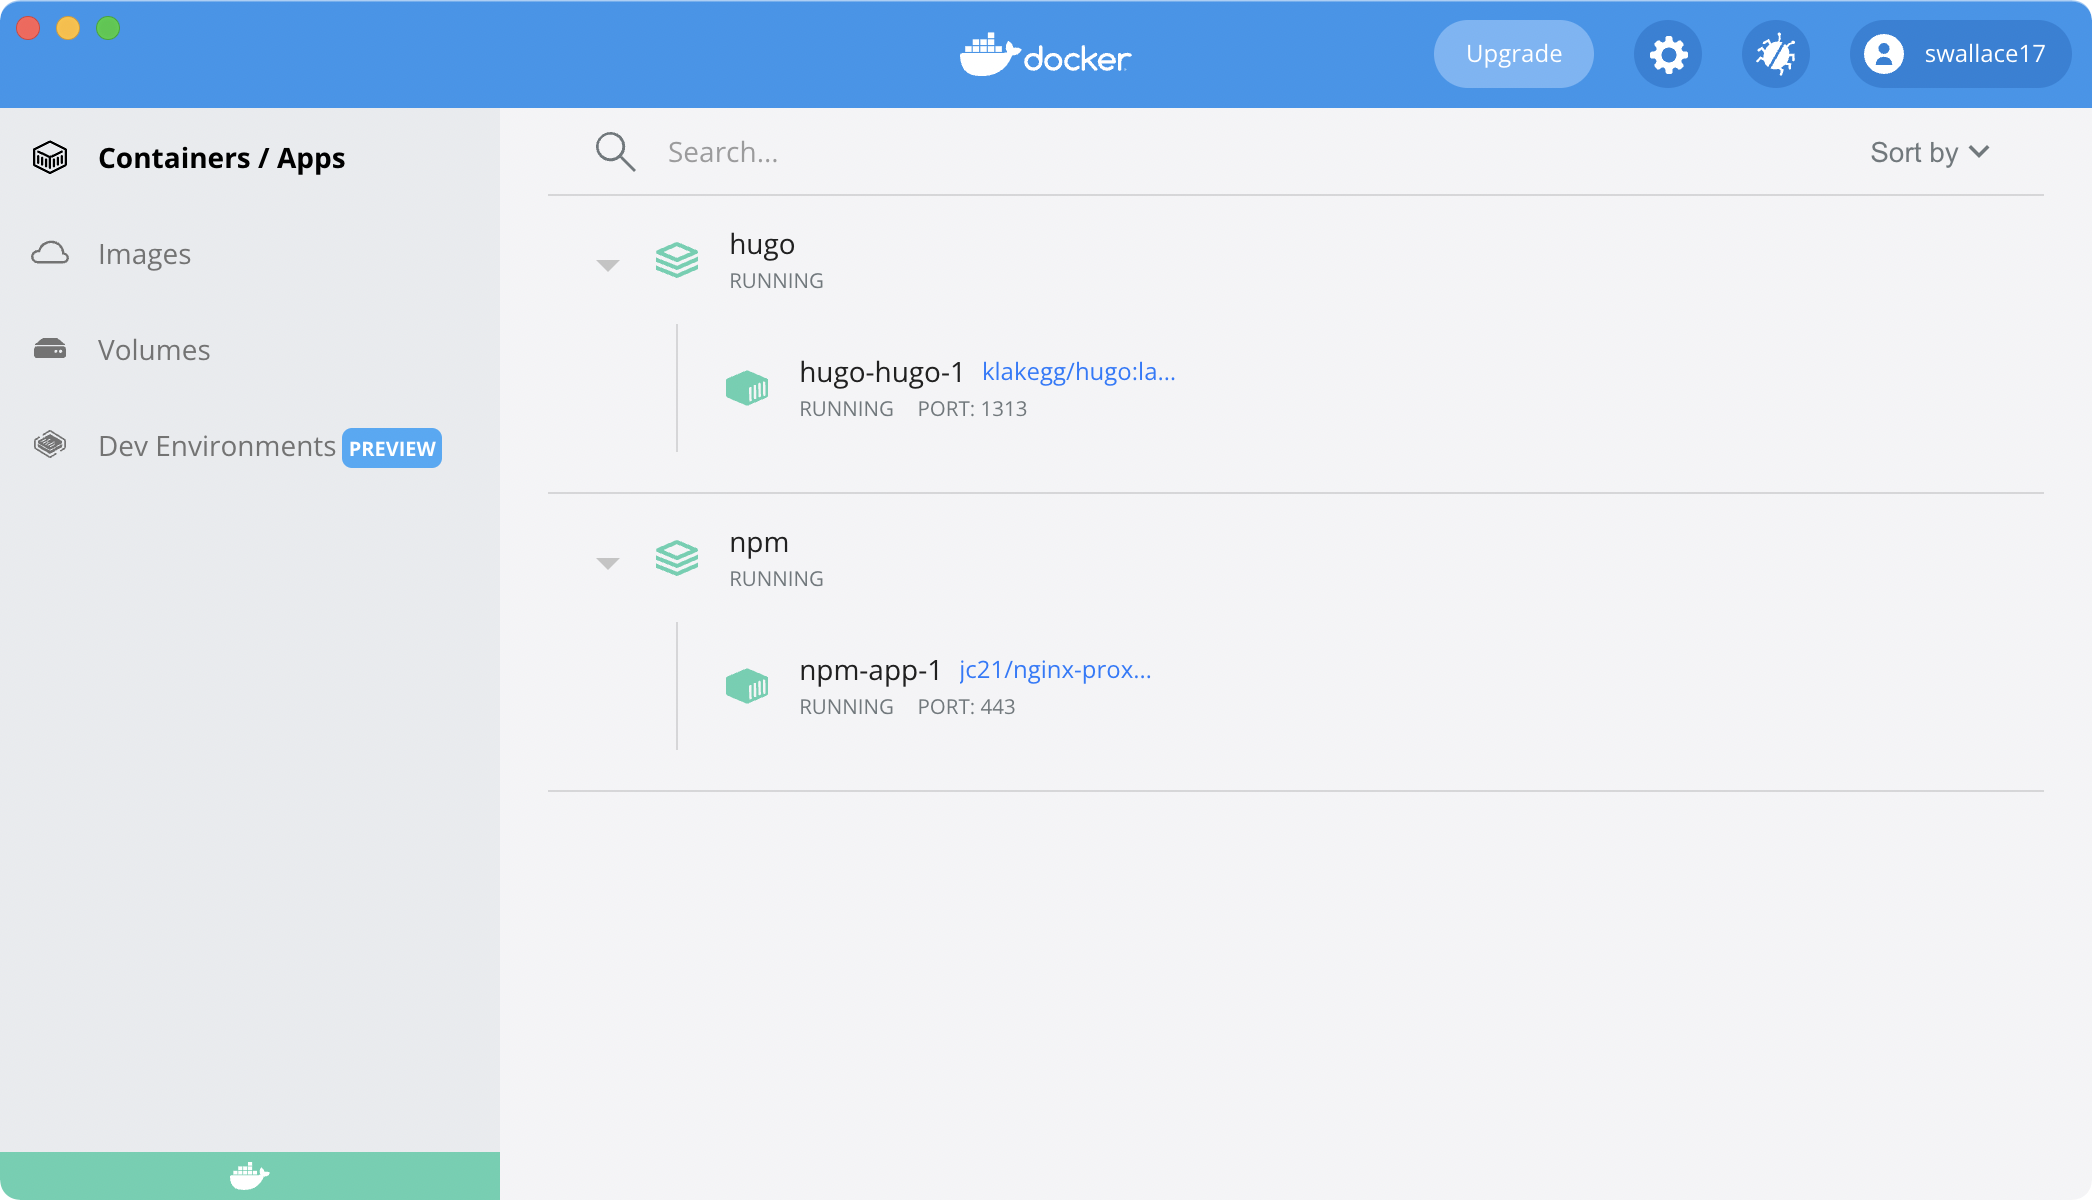 docker
Upgrade
swallace17
Containers / Apps
Images
Volumes
Dev Environments PREVIEW
Search...
Sort by
hugo
RUNNING
hugo-hugo-1 klakegg/hugo:la...
RUNNING PORT: 1313
npm
RUNNING
npm-app-1 jc21/nginx-prox...
RUNNING PORT: 443